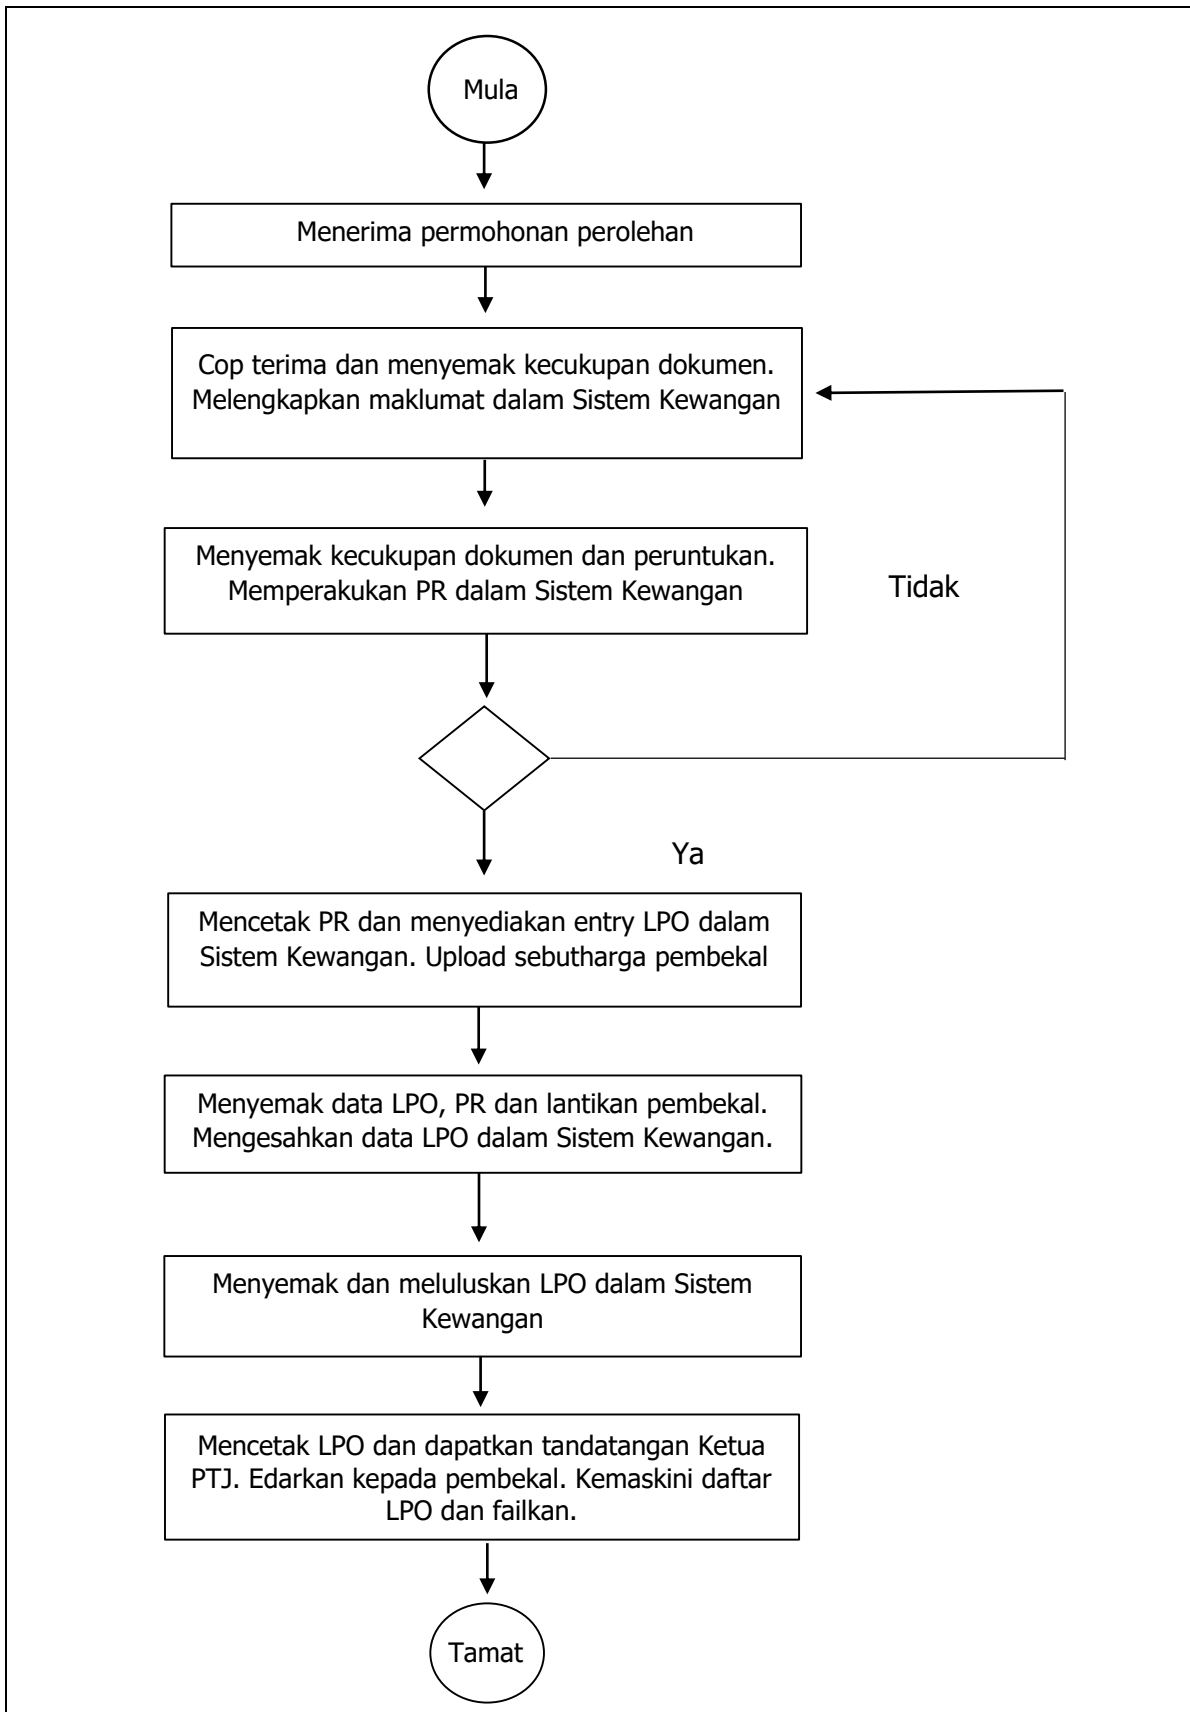 Mula
Menerima permohonan perolehan
Cop terima dan menyemak kecukupan dokumen.
Melengkapkan maklumat dalam Sistem Kewangan
Menyemak kecukupan dokumen dan peruntukan.
Memperakukan PR dalam Sistem Kewangan
Tidak
Ya
Mencetak PR dan menyediakan entry LPO dalam
Sistem Kewangan. Upload sebutharga pembekal
Menyemak data LPO, PR dan lantikan pembekal.
Mengesahkan data LPO dalam Sistem Kewangan.
Menyemak dan meluluskan LPO dalam Sistem
Kewangan
Mencetak LPO dan dapatkan tandatangan Ketua
PTJ. Edarkan kepada pembekal. Kemaskini daftar
LPO dan failkan.
Tamat